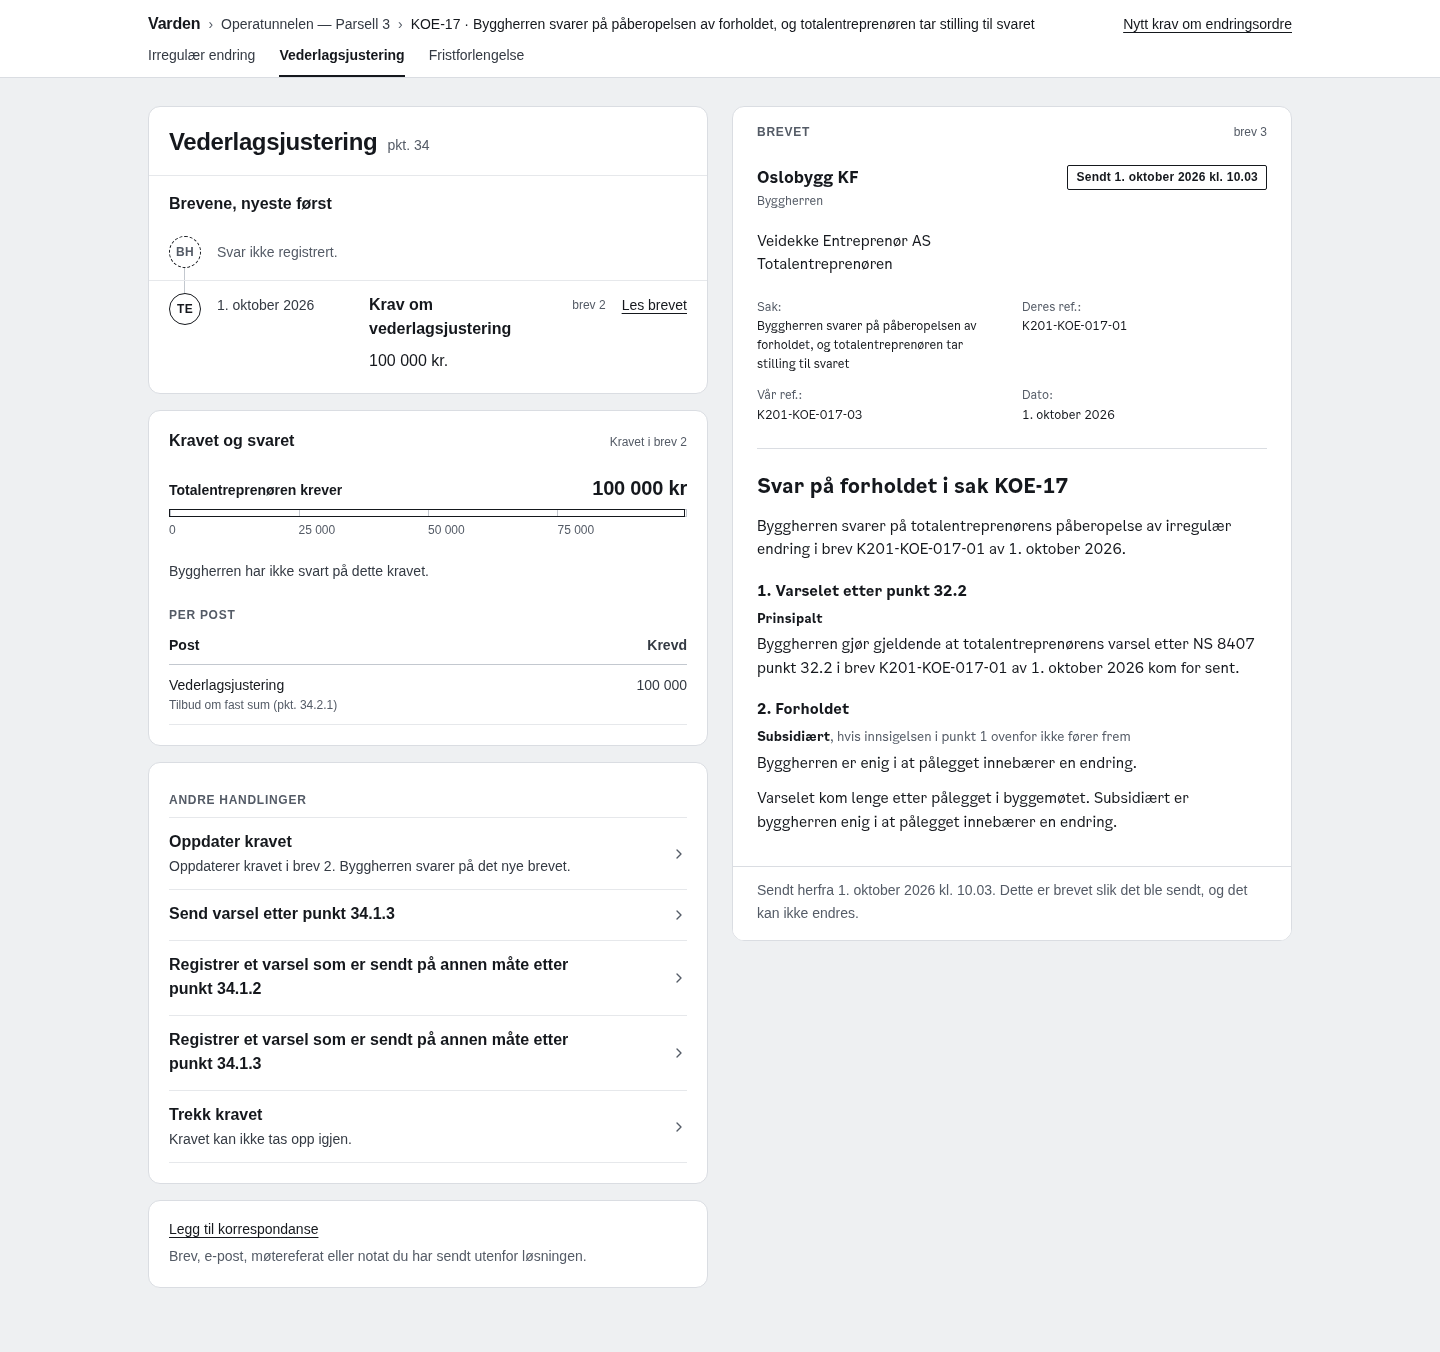 Varden › Operatunnelen — Parsell 3 › KOE-17 · Byggherren svarer på påberopelsen av forholdet, og totalentreprenøren tar stilling til svaret
Nytt krav om endringsordre
Irregulær endring Vederlagsjustering Fristforlengelse
Vederlagsjustering pkt. 34
Brevene, nyeste først
BH Svar ikke registrert.
TE 1. oktober 2026 Krav om brev 2 Les brevet
vederlagsjustering
100 000 kr.
Kravet og svaret Kravet i brev 2
Totalentreprenøren krever 100 000 kr
0 25 000 50 000 75 000
Byggherren har ikke svart på dette kravet.
PER POST
Post Krevd
Vederlagsjustering 100 000
Tilbud om fast sum (pkt. 34.2.1)
ANDRE HANDLINGER
Oppdater kravet
Oppdaterer kravet i brev 2. Byggherren svarer på det nye brevet.
Send varsel etter punkt 34.1.3
Registrer et varsel som er sendt på annen måte etter
punkt 34.1.2
Registrer et varsel som er sendt på annen måte etter
punkt 34.1.3
Trekk kravet
Kravet kan ikke tas opp igjen.
Legg til korrespondanse
Brev, e-post, møtereferat eller notat du har sendt utenfor løsningen.
BREVET brev 3
Oslobygg KF Sendt 1. oktober 2026 kl. 10.03
Byggherren
Veidekke Entreprenør AS
Totalentreprenøren
Sak: Deres ref.:
Byggherren svarer på påberopelsen av K201-KOE-017-01
forholdet, og totalentreprenøren tar
stilling til svaret
Vår ref.: Dato:
K201-KOE-017-03 1. oktober 2026
Svar på forholdet i sak KOE-17
Byggherren svarer på totalentreprenørens påberopelse av irregulær
endring i brev K201-KOE-017-01 av 1. oktober 2026.
1. Varselet etter punkt 32.2
Prinsipalt
Byggherren gjør gjeldende at totalentreprenørens varsel etter NS 8407
punkt 32.2 i brev K201-KOE-017-01 av 1. oktober 2026 kom for sent.
2. Forholdet
Subsidiært, hvis innsigelsen i punkt 1 ovenfor ikke fører frem
Byggherren er enig i at pålegget innebærer en endring.
Varselet kom lenge etter pålegget i byggemøtet. Subsidiært er
byggherren enig i at pålegget innebærer en endring.
Sendt herfra 1. oktober 2026 kl. 10.03. Dette er brevet slik det ble sendt, og det
kan ikke endres.